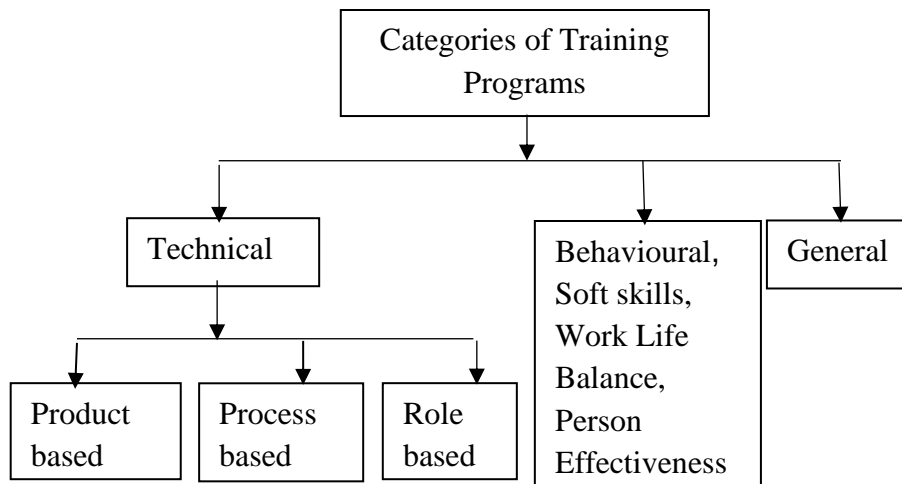 Categories of Training
Programs
Technical
Behavioural,
Soft skills,
Work Life
Balance,
Person
Effectiveness
General
Product
based
Process
based
Role
based